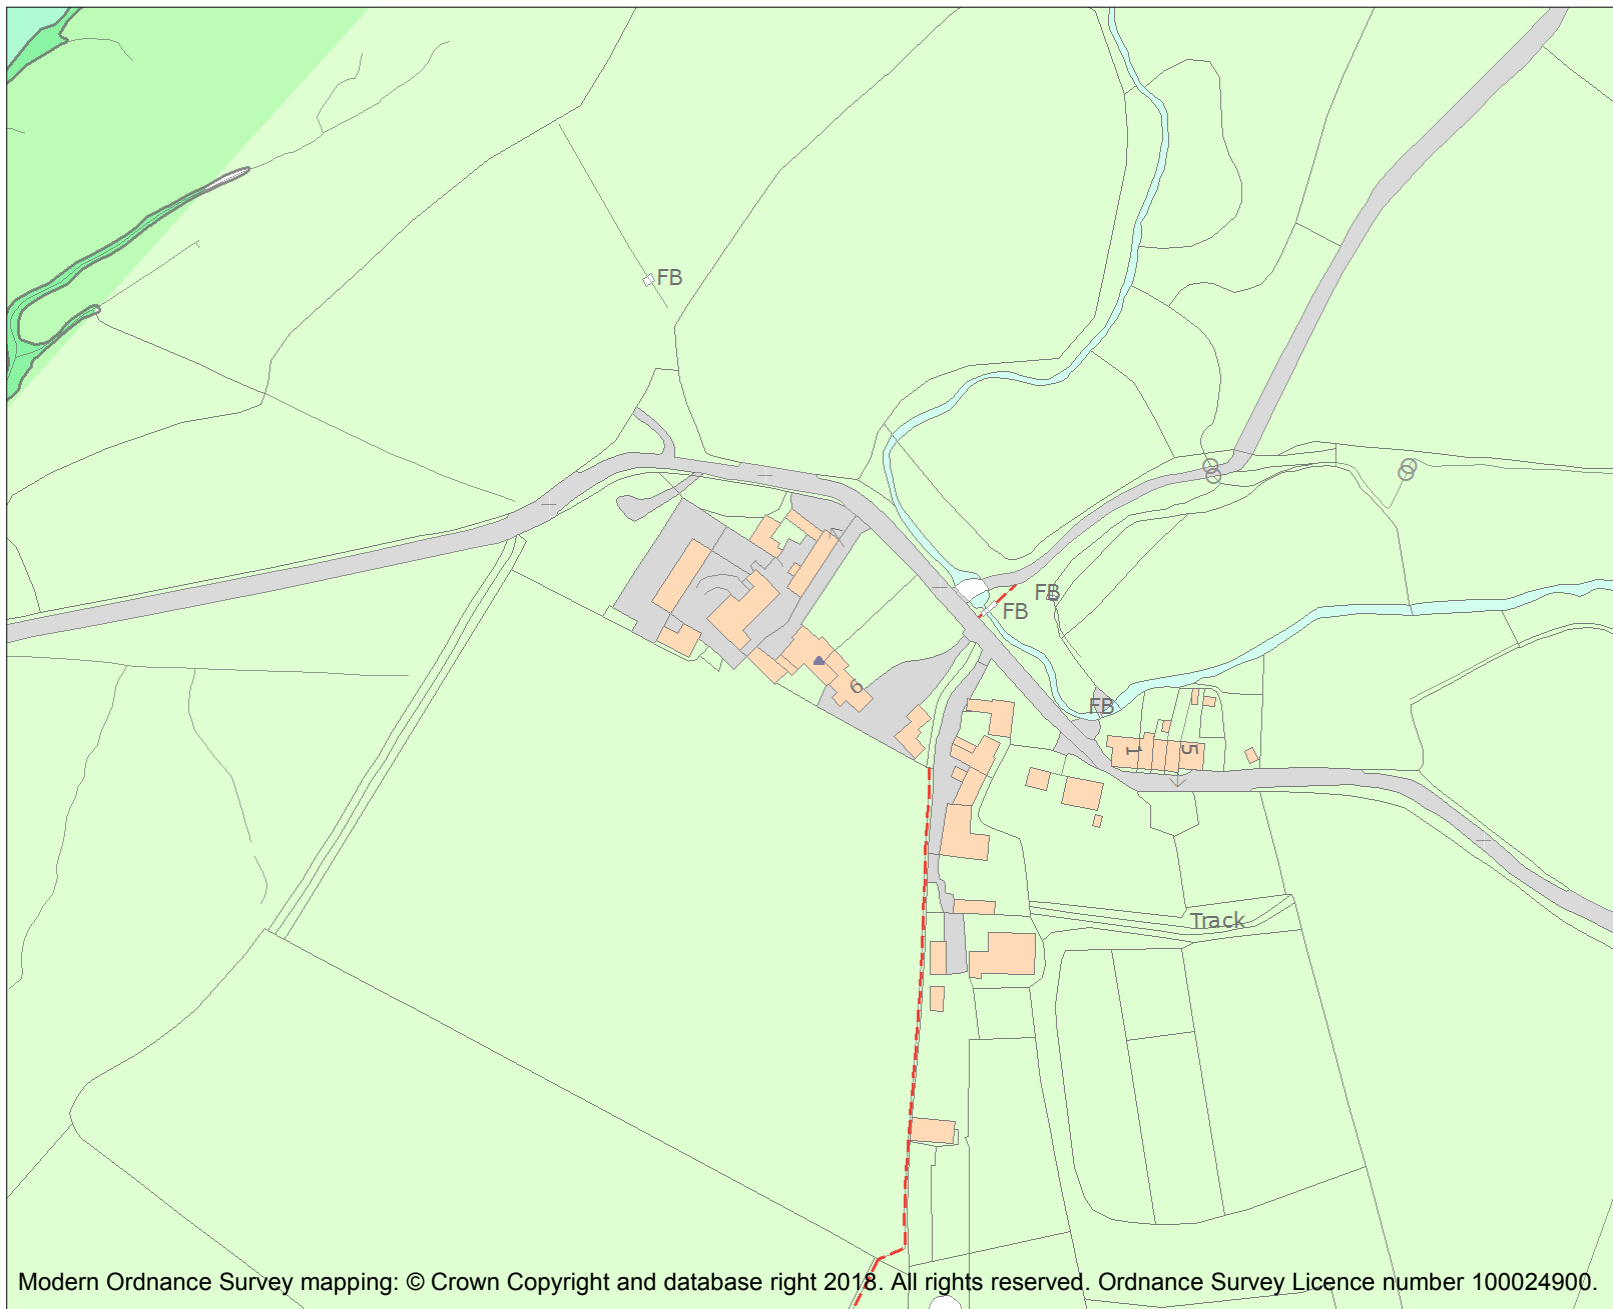 FB
FB
FB
FB
6
1
5
Track
Modern Ordnance Survey mapping: © Crown Copyright and database right 2018. All rights reserved. Ordnance Survey Licence number 100024900.